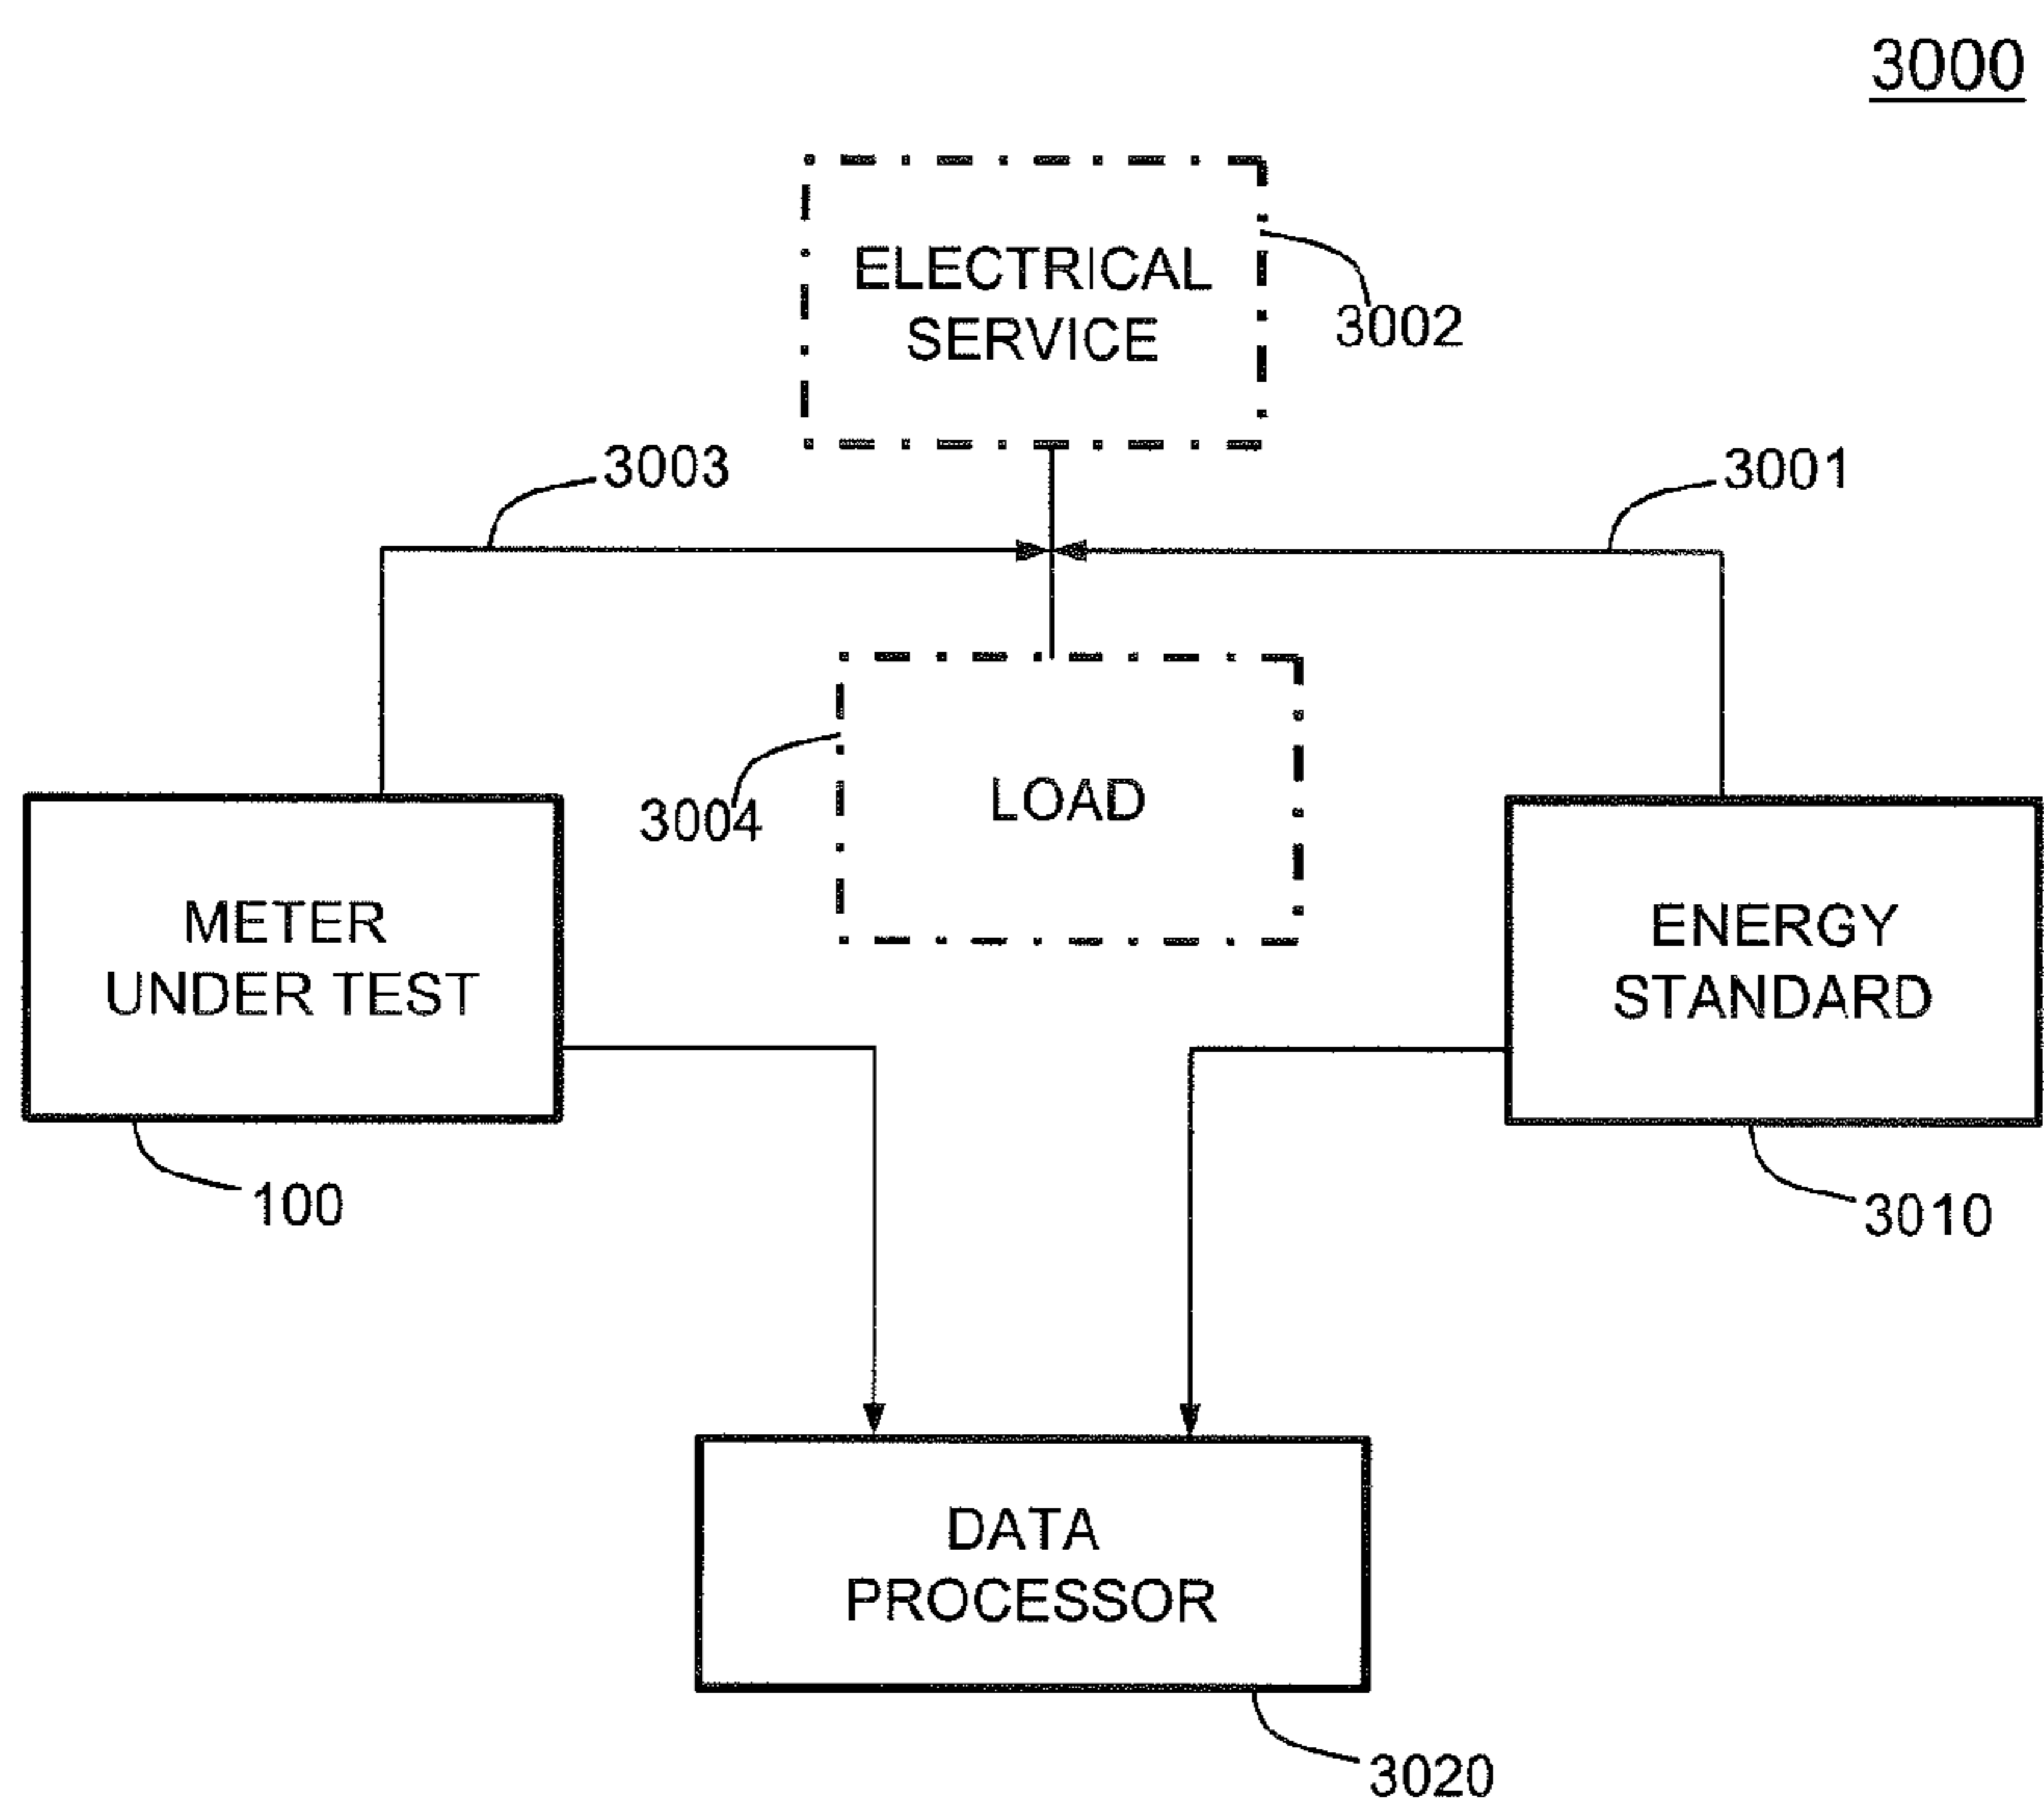 3000
ELECTRICAL
SERVICE
3002
3003
3001
LOAD
3004
METER
UNDER TEST
ENERGY
STANDARD
100
3010
DATA
PROCESSOR
3020